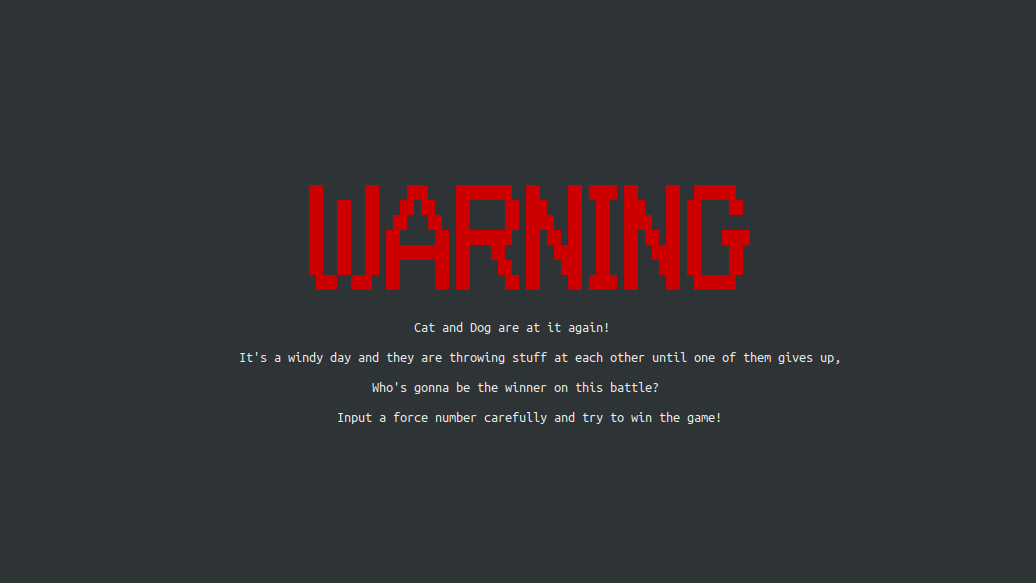 WARNING
Cat and Dog are at it again!
It's a windy day and they are throwing stuff at each other until one of them gives up,
Who's gonna be the winner on this battle?
Input a force number carefully and try to win the game!